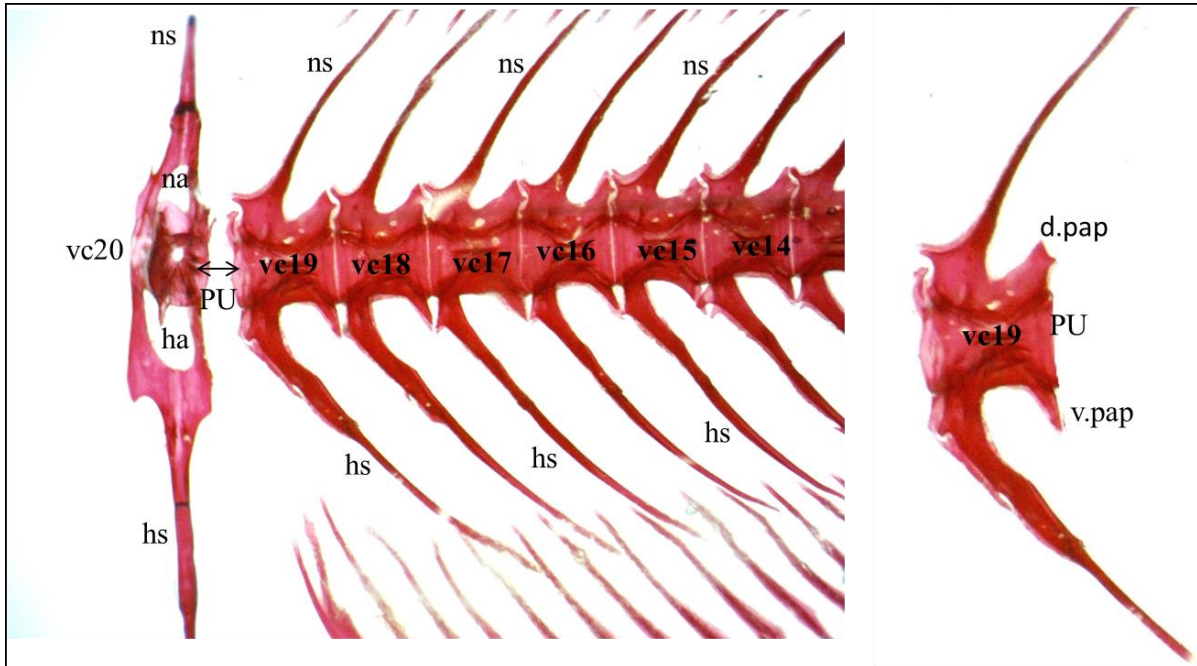 ns
ns
ns
ns
na
d.pap
vc20
vc19
vc18
vc17
vc16
vc15
vc14
PU
PU
vc19
ha
v.pap
hs
hs
hs
hs